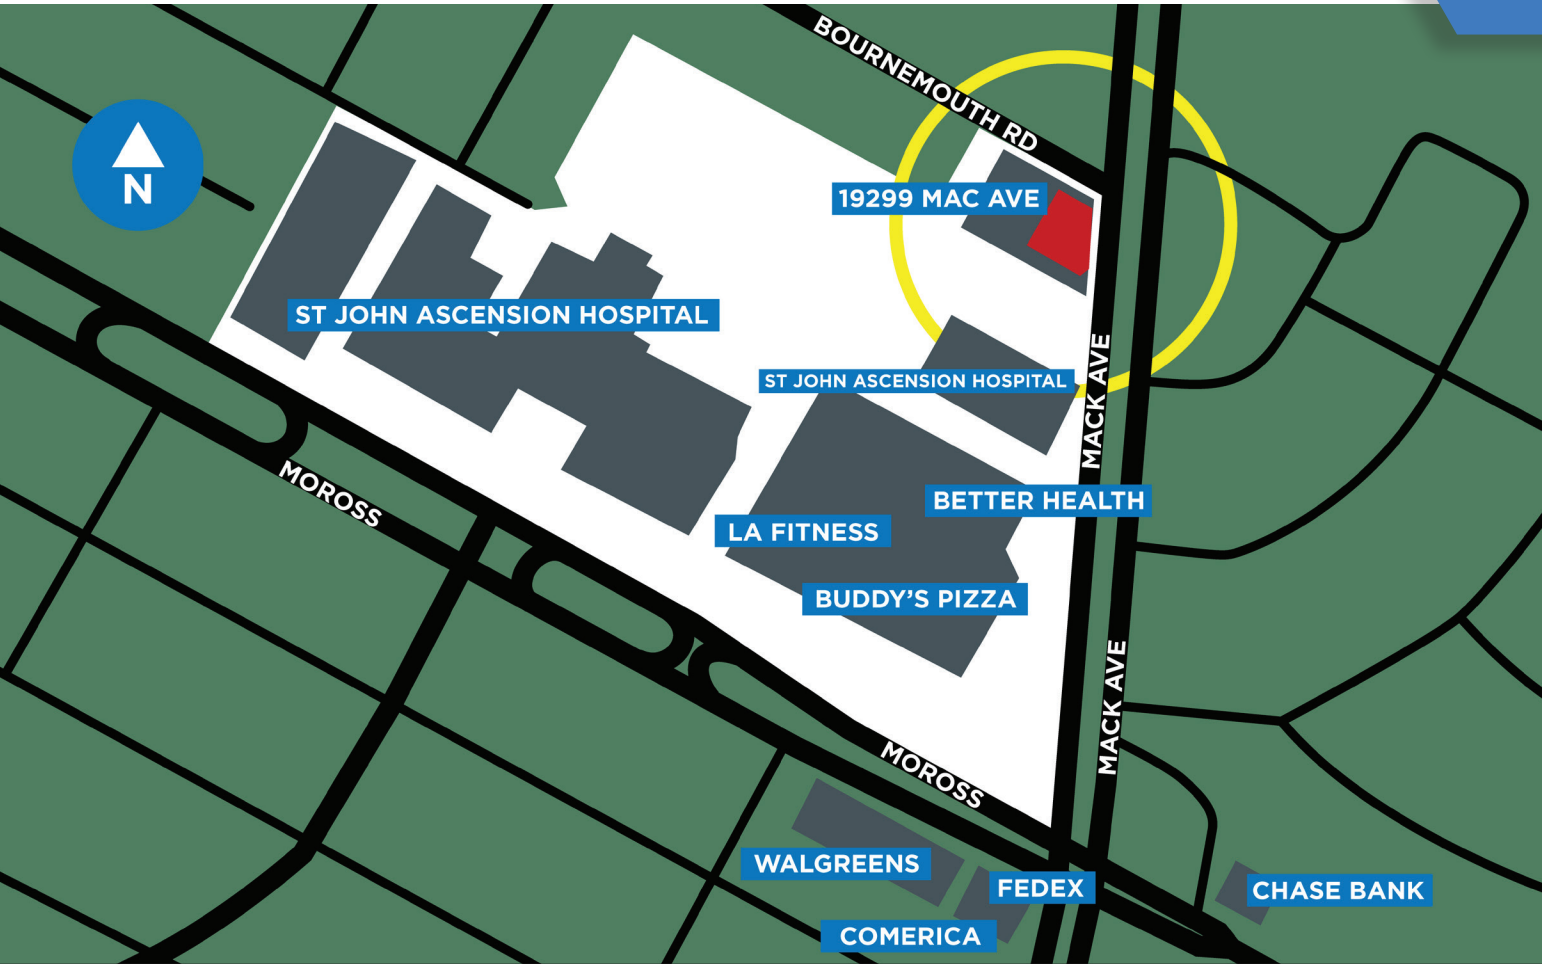 BOURNEMOUTH RD
N
19299 MAC AVE
ST JOHN ASCENSION HOSPITAL
ST JOHN ASCENSION HOSPITAL
MACK AVE
MOROSS
BETTER HEALTH
LA FITNESS
BUDDY'S PIZZA
MACK AVE
MOROSS
WALGREENS
FEDEX
CHASE BANK
COMERICA